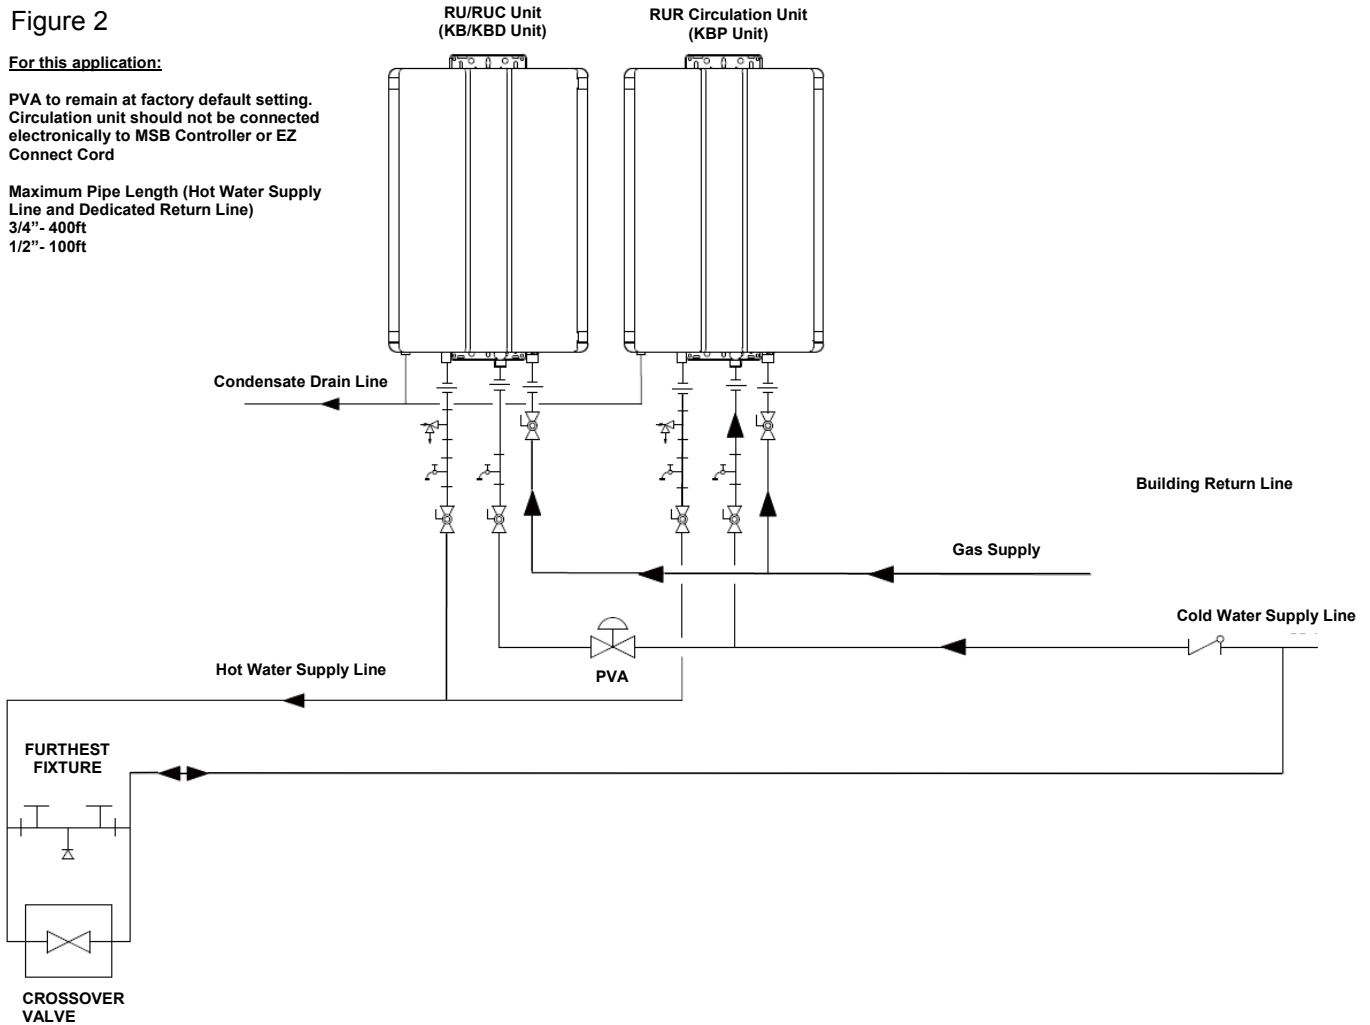 Figure 2
RU/RUC Unit
(KB/KBD Unit)
RUR Circulation Unit
(KBP Unit)
For this application:
PVA to remain at factory default setting.
Circulation unit should not be connected
electronically to MSB Controller or EZ
Connect Cord
Maximum Pipe Length (Hot Water Supply
Line and Dedicated Return Line)
3/4”- 400ft
1/2”- 100ft
Condensate Drain Line
Building Return Line
Gas Supply
Cold Water Supply Line
PVA
Hot Water Supply Line
FURTHEST
FIXTURE
CROSSOVER
VALVE